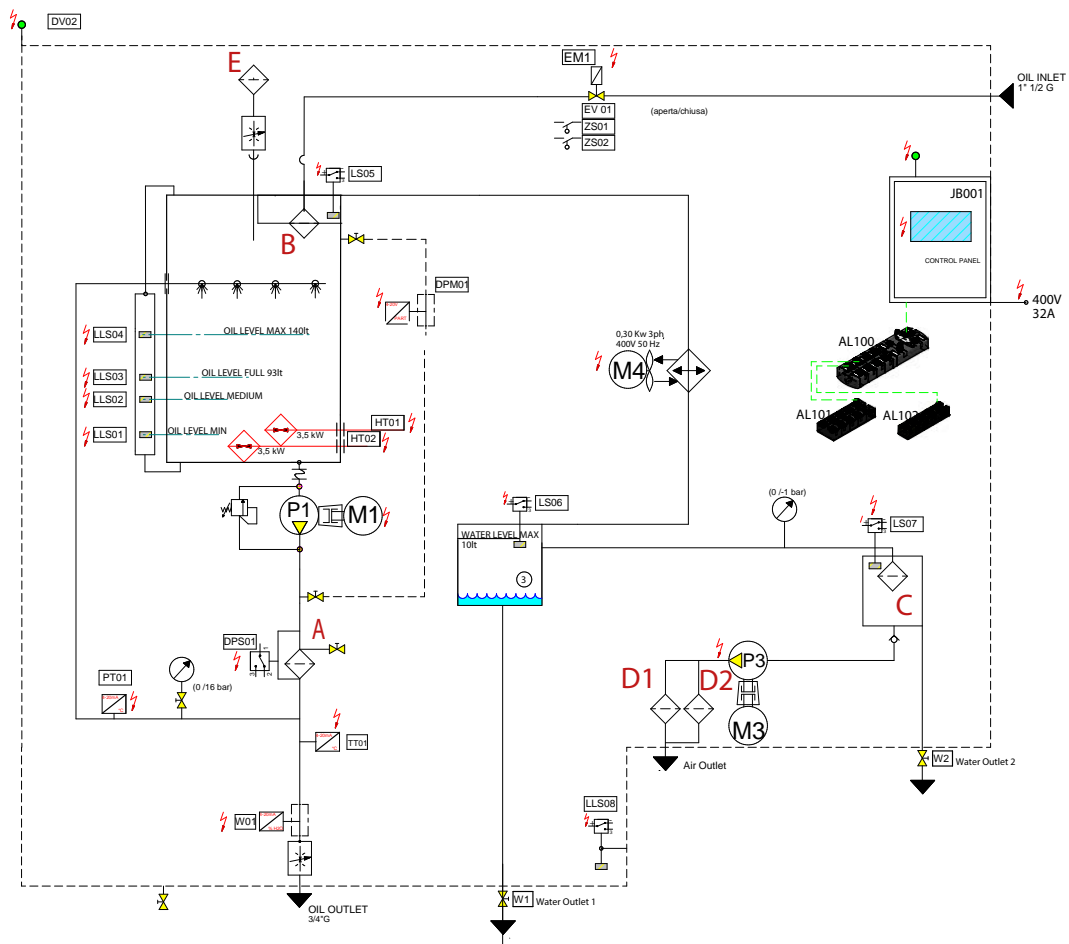 DV02
E
EM1
OIL INLET
1" 1/2 G
EV 01
(aperta/chiusa)
ZS01
ZS02
LS05
JB001
B
CONTROL PANEL
DPM01
400V
32A
LLS04
OIL LEVEL MAX 140lt
0,30 Kw 3ph
400V 50 Hz
AL100
M4
LLS03
OIL LEVEL FULL 93lt
LLS02
OIL LEVEL MEDIUM
AL101
AL102
LLS01
OIL LEVEL MIN
HT01
3,5 kW
HT02
3,5 kW
P1
M1
LS06
(0 /-1 bar)
LS07
WATER LEVEL MAX
10lt
3
C
A
DPS01
PT01
(0 /16 bar)
D1
D2
P3
M3
TT01
Air Outlet
W2
Water Outlet 2
LLS08
W01
OIL OUTLET
3/4"G
W1
Water Outlet 1